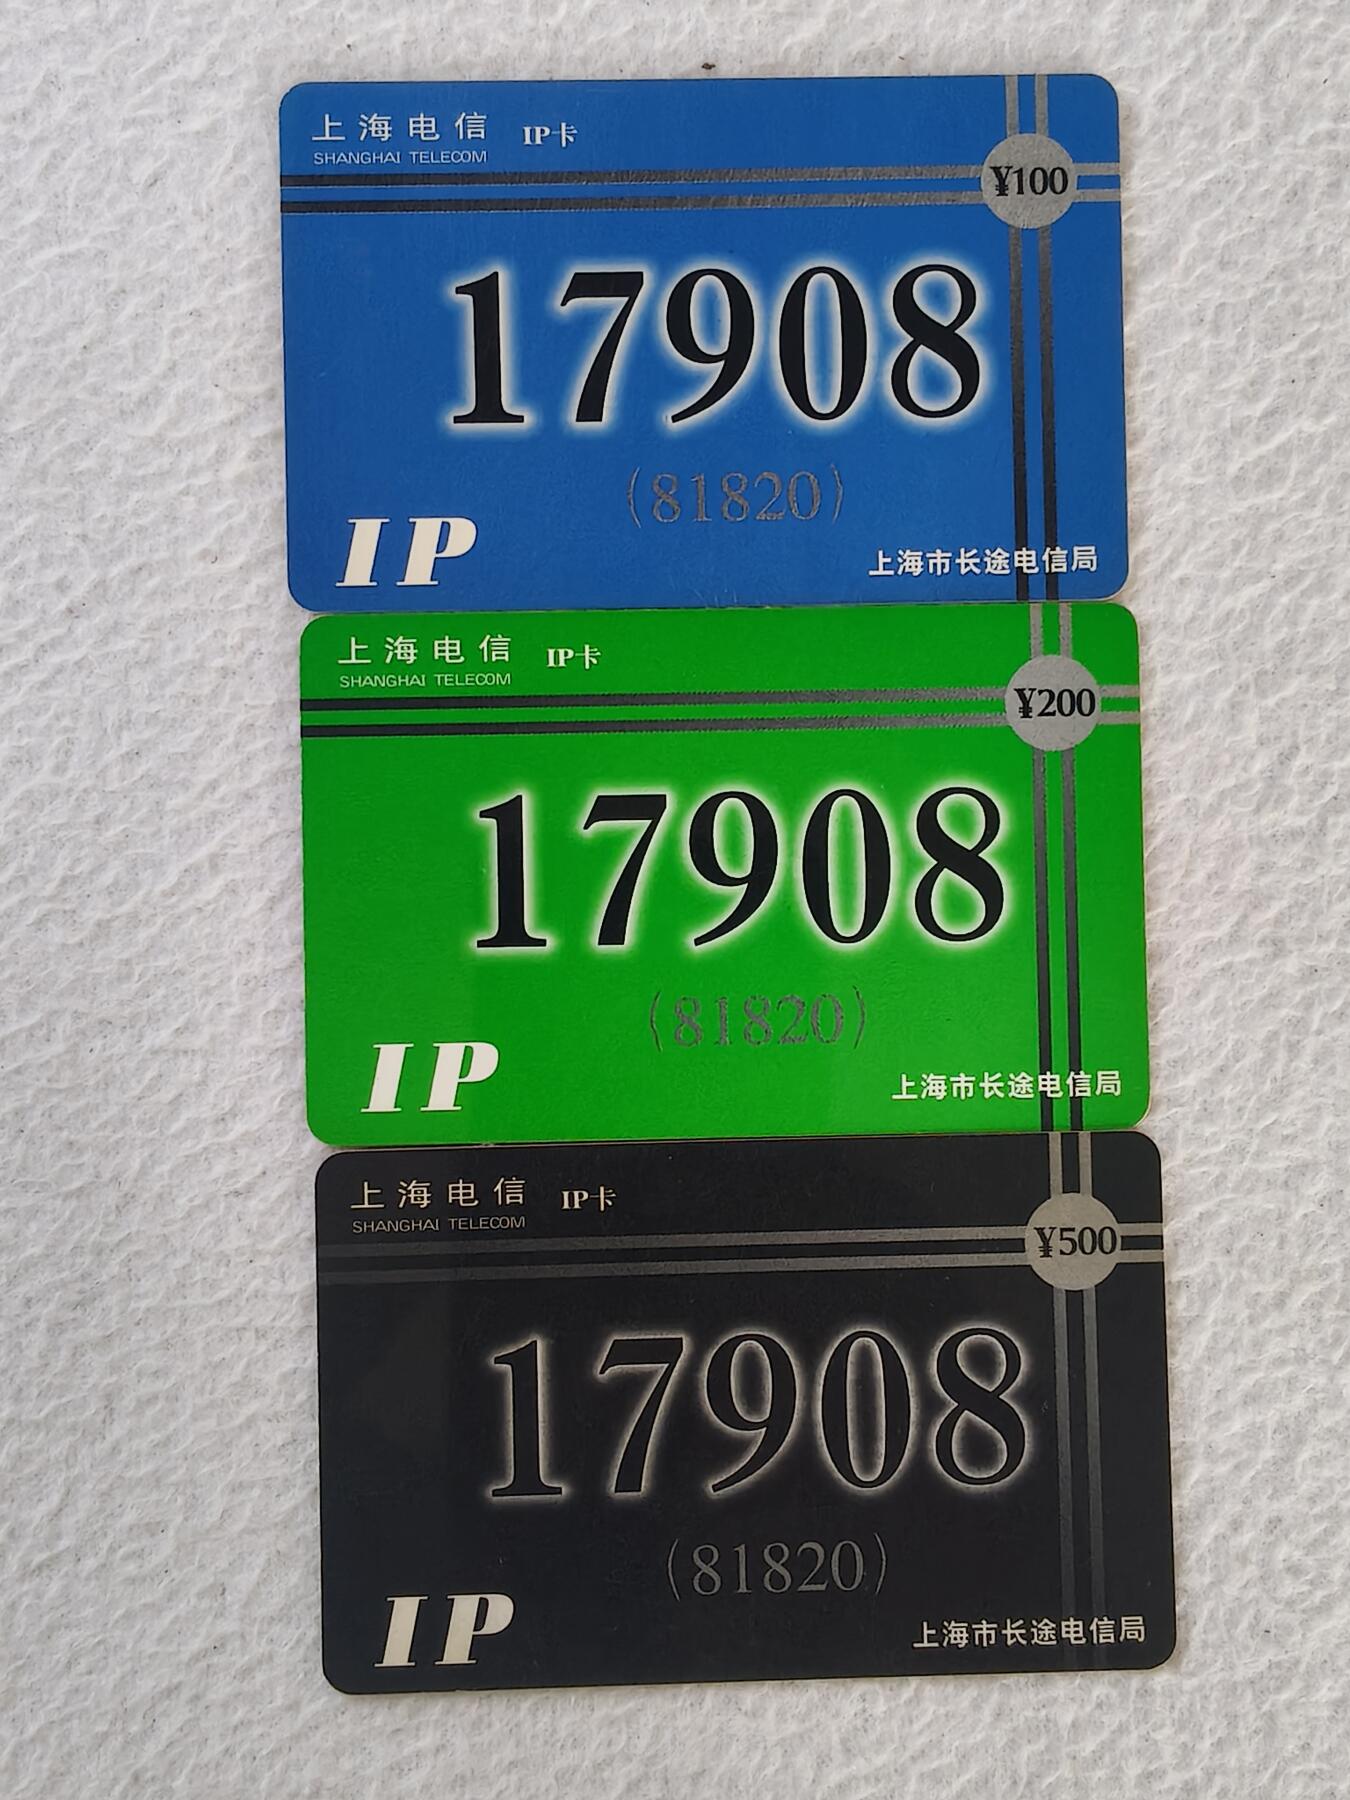 上海电信 IP卡
SHANGHAI TELECOM
¥100
17908
(81820)
IP
上海市长途电信局
上海电信 IP卡
SHANGHAI TELECOM
¥200
17908
(81820)
IP
上海市长途电信局
上海电信 IP卡
SHANGHAI TELECOM
¥500
17908
(81820)
IP
上海市长途电信局